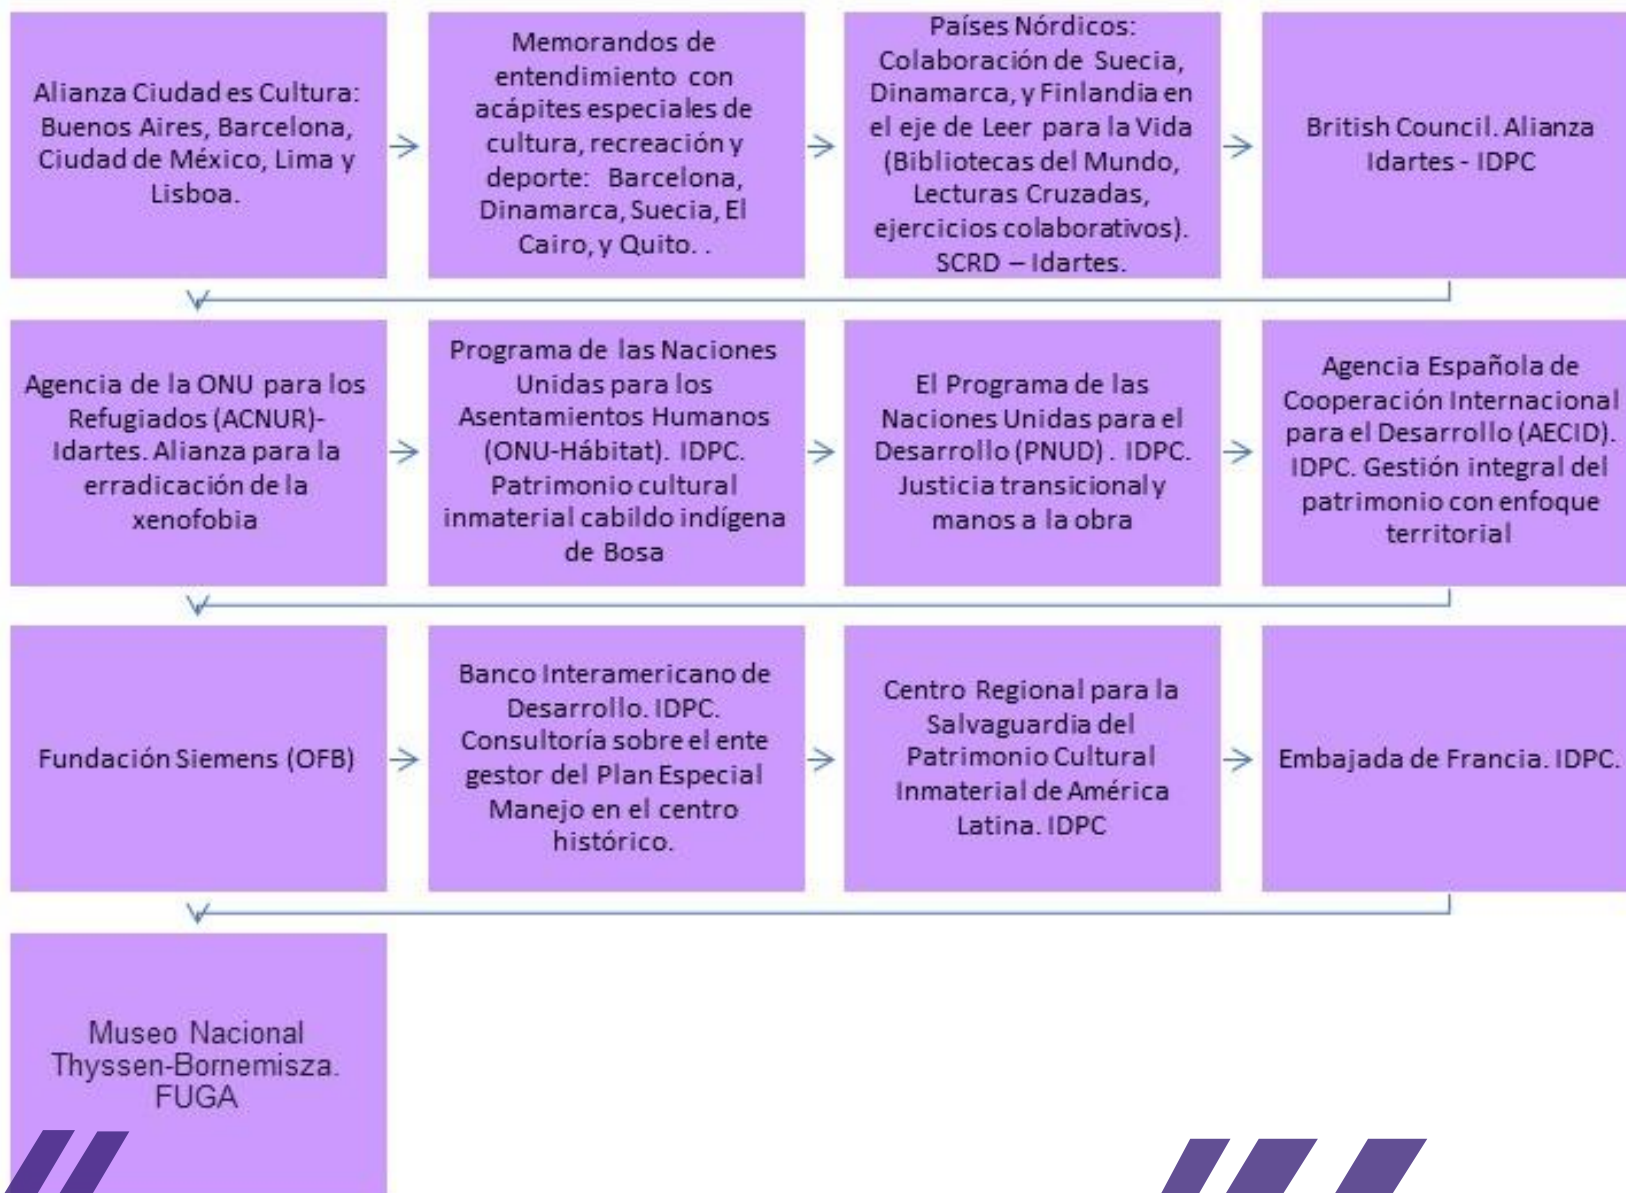 Alianza Ciudad es Cultura:
Buenos Aires, Barcelona,
Ciudad de México, Lima y
Lisboa.
Memorandos de
entendimiento con
acápites especiales de
cultura, recreación y
deporte: Barcelona,
Dinamarca, Suecia, El
Cairo, y Quito. .
Países Nórdicos:
Colaboración de Suecia,
Dinamarca, y Finlandia en
el eje de Leer para la Vida
(Bibliotecas del Mundo,
Lecturas Cruzadas,
ejercicios colaborativos).
SCRD – Idartes.
British Council. Alianza
Idartes - IDPC
Agencia de la ONU para los
Refugiados (ACNUR)-
Idartes. Alianza para la
erradicación de la
xenofobia
Programa de las Naciones
Unidas para los
Asentamientos Humanos
(ONU-Hábitat). IDPC.
Patrimonio cultural
inmaterial cabildo indígena
de Bosa
El Programa de las
Naciones Unidas para el
Desarrollo (PNUD) . IDPC.
Justicia transicional y
manos a la obra
Agencia Española de
Cooperación Internacional
para el Desarrollo (AECID).
IDPC. Gestión integral del
patrimonio con enfoque
territorial
Fundación Siemens (OFB)
Banco Interamericano de
Desarrollo. IDPC.
Consultoría sobre el ente
gestor del Plan Especial
Manejo en el centro
histórico.
Centro Regional para la
Salvaguardia del
Patrimonio Cultural
Inmaterial de América
Latina. IDPC
Embajada de Francia. IDPC.
Museo Nacional
Thyssen-Bornemisza.
FUGA